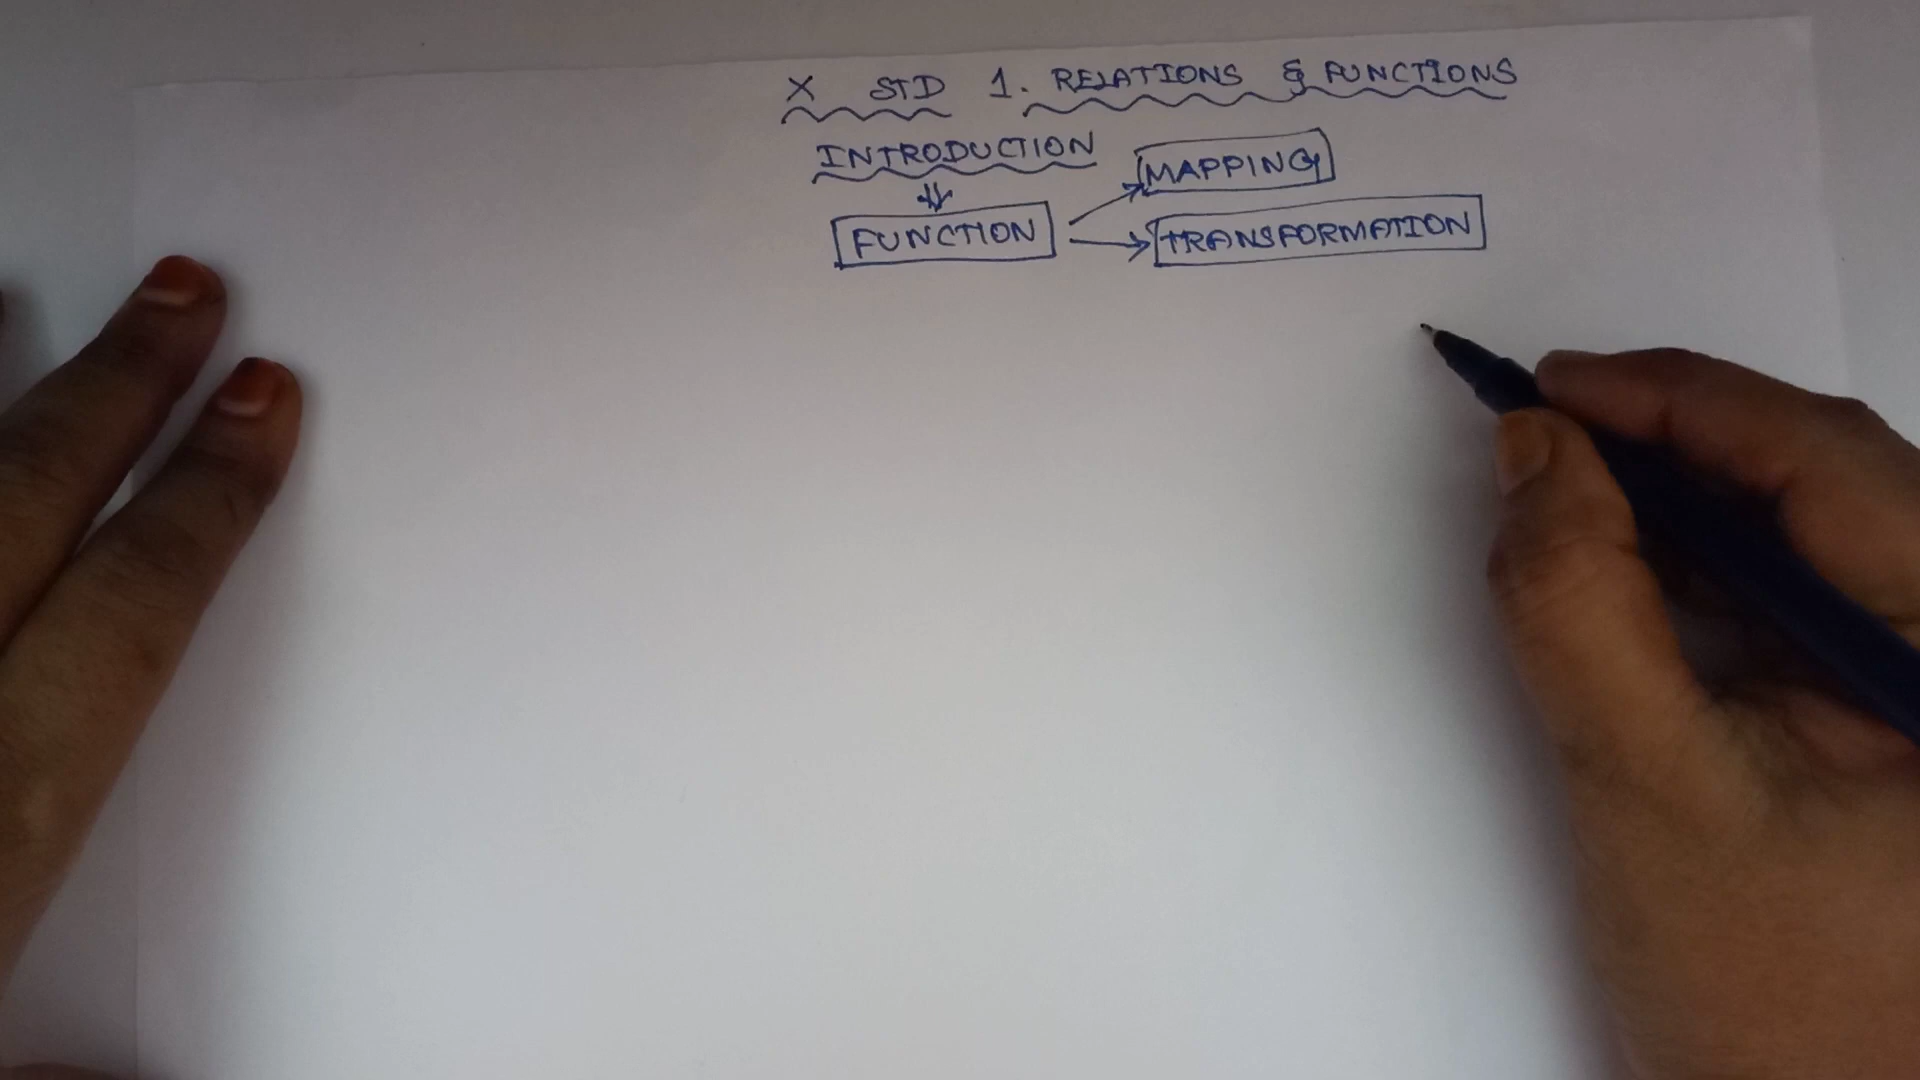 X STD 1. RELATIONS & FUNCTIONS
INTRODUCTION
MAPPING
FUNCTION
TRANSFORMATION